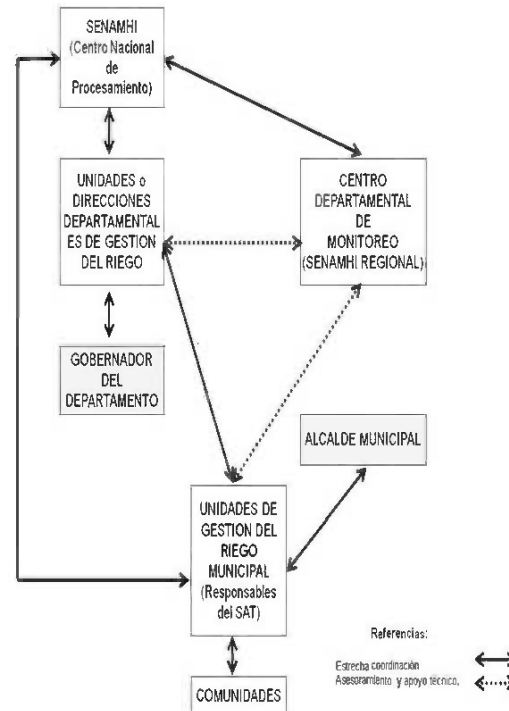 SENAMHI
(Centro Nacional
de
Procesamiento)
UNIDADES o
DIRECCIONES
DEPARTAMENTAL
ES DE GESTION
DEL RIEGO
CENTRO
DEPARTAMENTAL
DE
MONITOREO
(SENAMHI REGIONAL)
GOBERNADOR
DEL
DEPARTAMENTO
ALCALDE MUNICIPAL
UNIDADES DE
GESTION DEL
RIEGO
MUNICIPAL
(Responsables
del SAT)
COMUNIDADES
Referencias:
Estrecha coordinación
Asesoramiento y apoyo técnico.